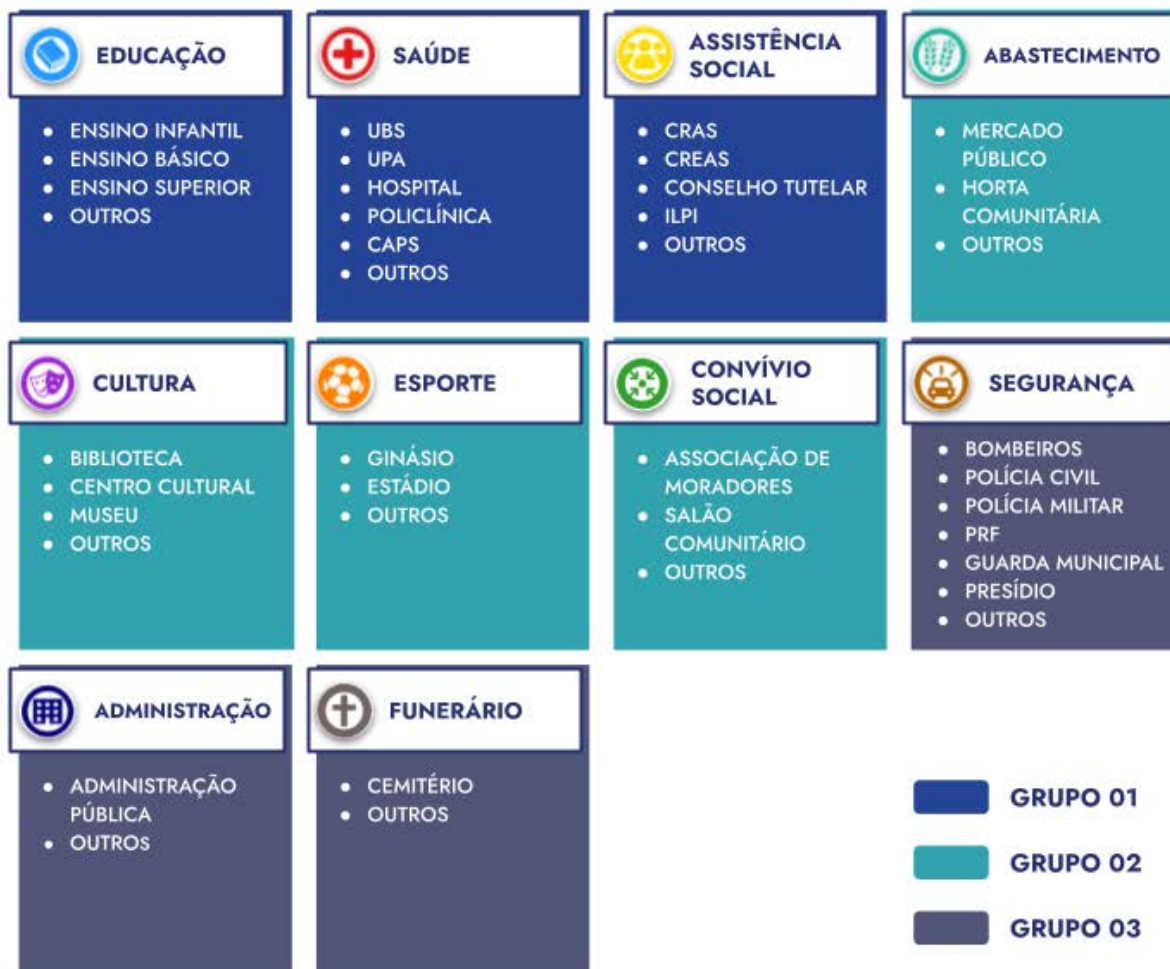 EDUCAÇÃO
• ENSINO INFANTIL
• ENSINO BÁSICO
• ENSINO SUPERIOR
• OUTROS
SAÚDE
• UBS
• UPA
• HOSPITAL
• POLICLÍNICA
• CAPS
• OUTROS
ASSISTÊNCIA
SOCIAL
• CRAS
• CREAS
• CONSELHO TUTELAR
• ILPI
• OUTROS
ABASTECIMENTO
• MERCADO
PÚBLICO
• HORTA
COMUNITÁRIA
• OUTROS
CULTURA
• BIBLIOTECA
• CENTRO CULTURAL
• MUSEU
• OUTROS
ESPORTE
• GINÁSIO
• ESTÁDIO
• OUTROS
CONVÍVIO
SOCIAL
• ASSOCIAÇÃO DE
MORADORES
• SALÃO
COMUNITÁRIO
• OUTROS
SEGURANÇA
• BOMBEIROS
• POLÍCIA CIVIL
• POLÍCIA MILITAR
• PRF
• GUARDA MUNICIPAL
• PRESÍDIO
• OUTROS
ADMINISTRAÇÃO
• ADMINISTRAÇÃO
PÚBLICA
• OUTROS
FUNERÁRIO
• CEMITÉRIO
• OUTROS
GRUPO 01
GRUPO 02
GRUPO 03